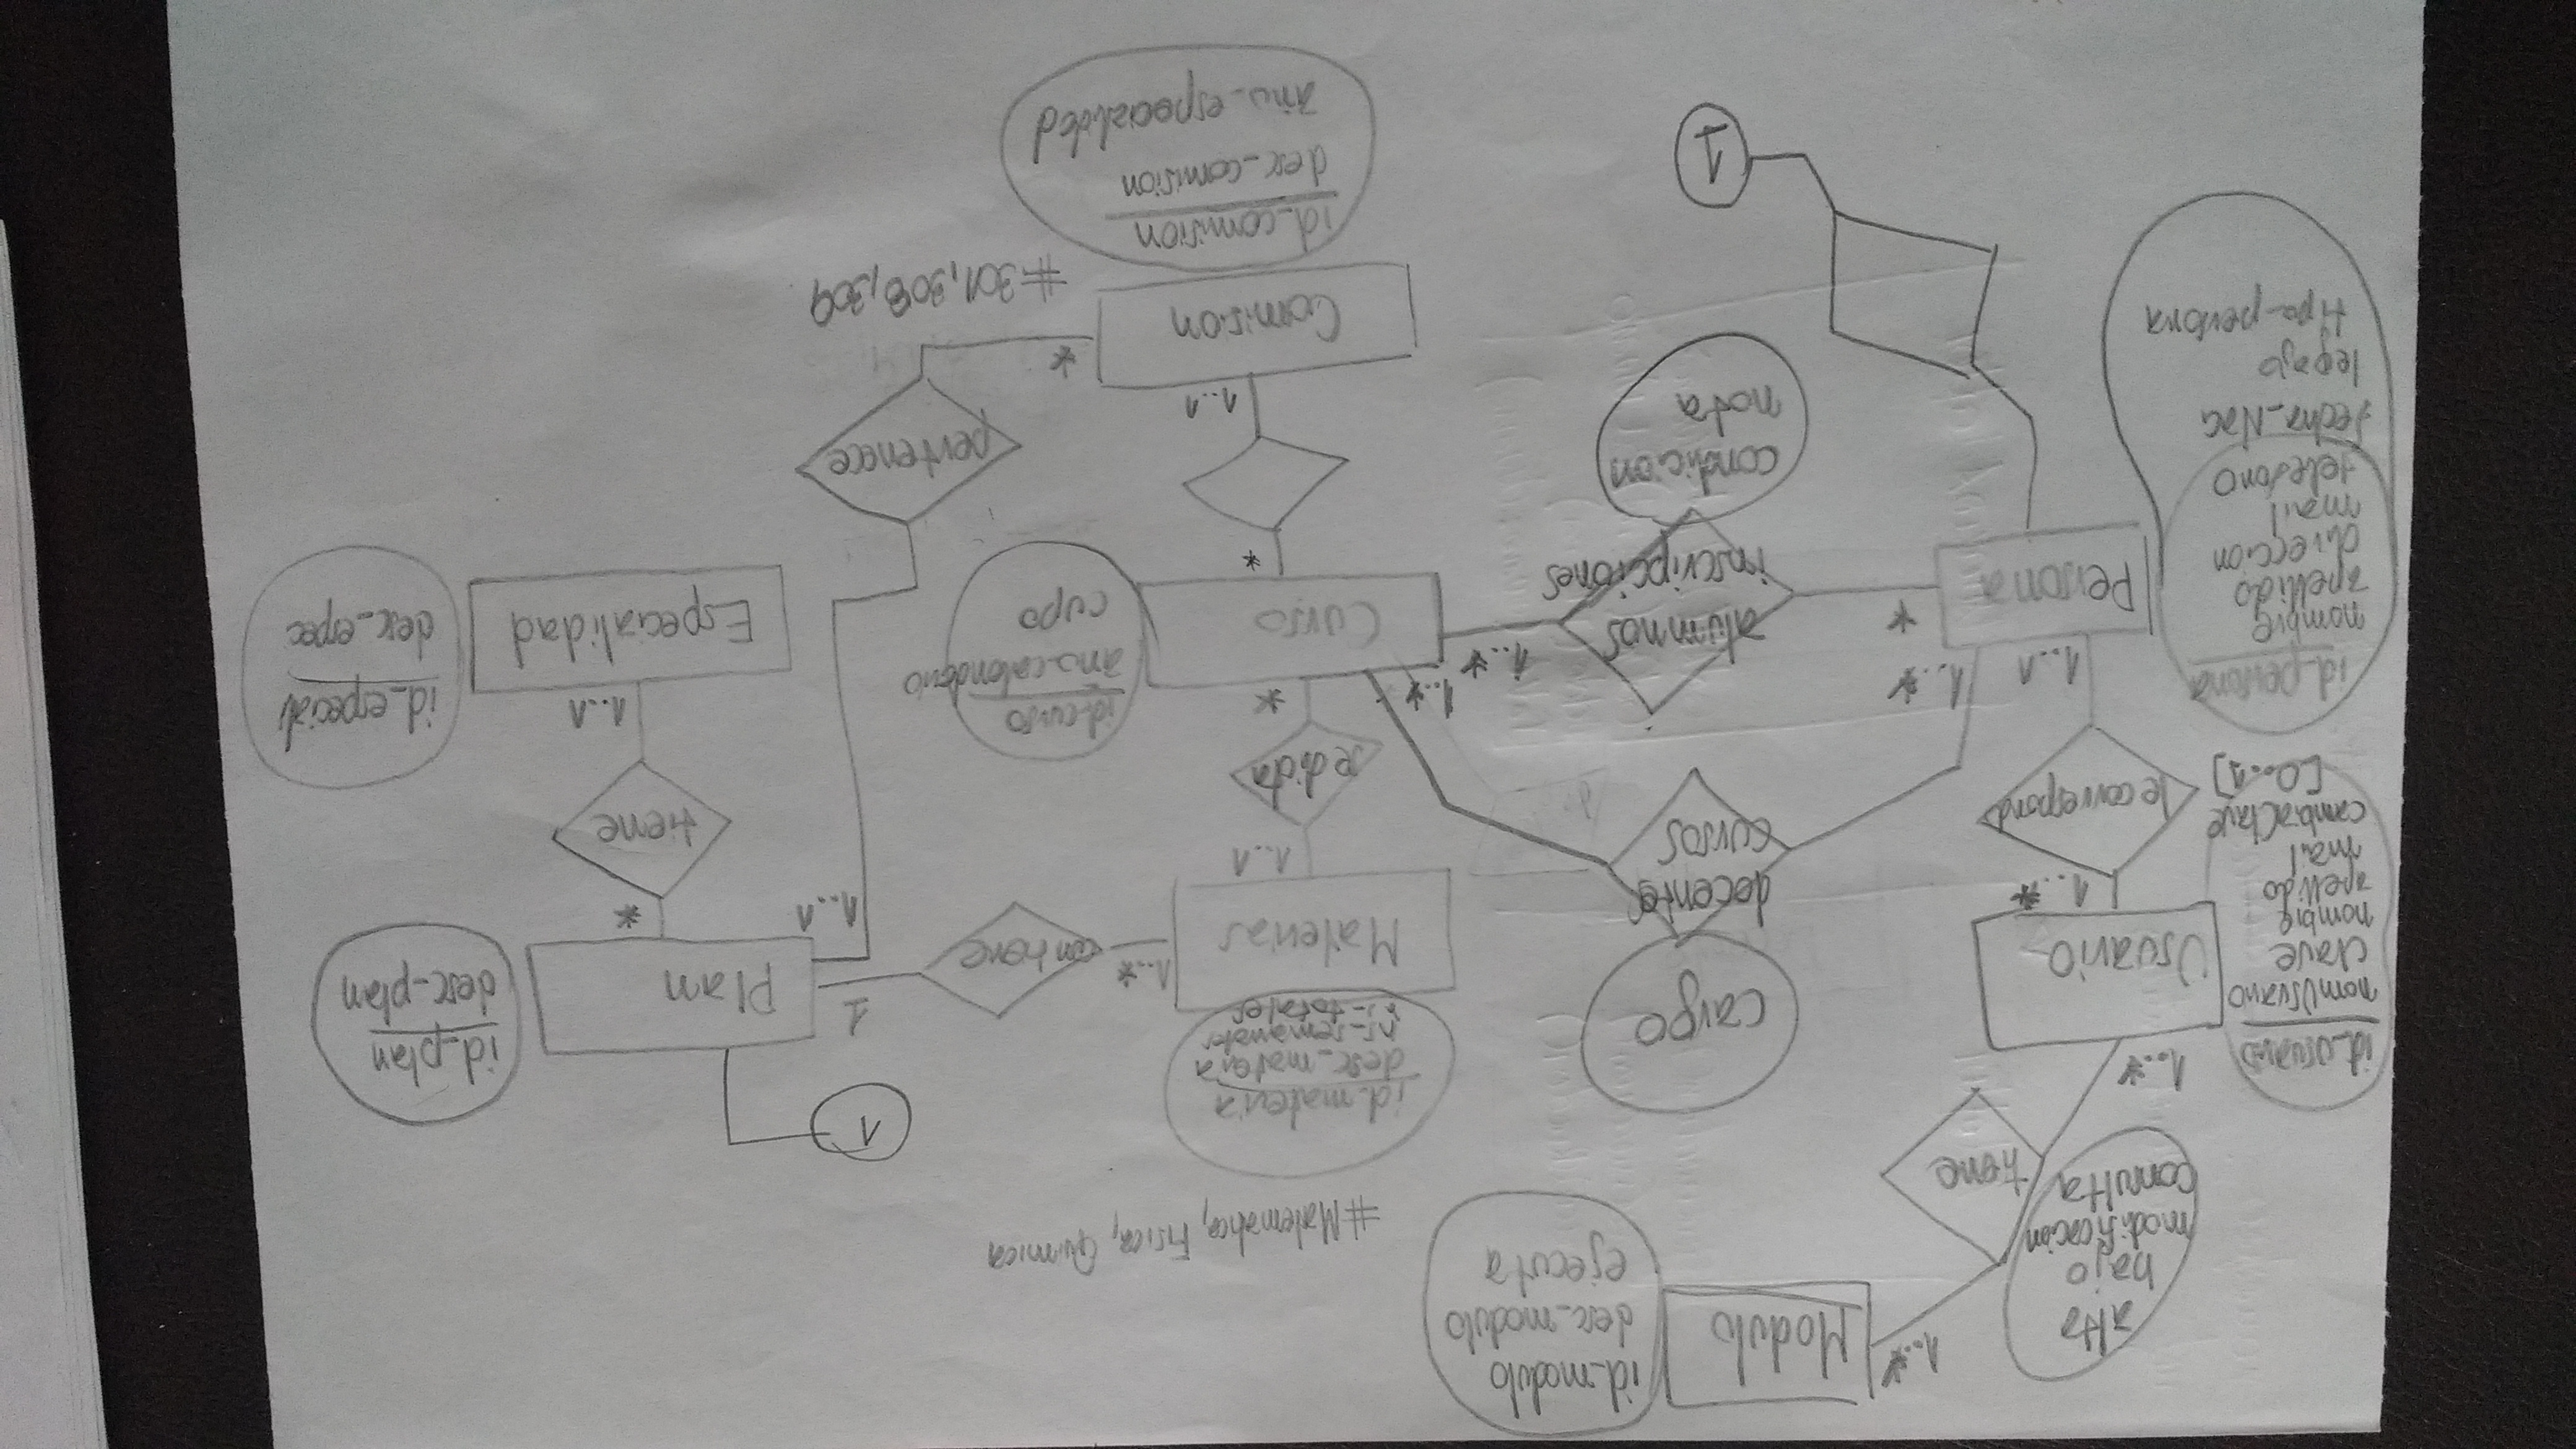 1..*
Modulo
id_modulo
desc_modulo
ejecuta
alta
bajo
modificacion
consulta
tiene
#Matematica, Fisica, Quimica
1..*
id_usuario
nomUsuario
clave
nombre
apellido
mail
cambiaClave
[0..1]
Usuario
1..*
le correspond
1..1
cargo
docentes
cursos
1..*
1..*
id_materia
desc_materia
hs_semanales
hs_totales
Materias
1..*
contiene
1
1
Plan
id_plan
desc_plan
1..1
*
tiene
1..1
Especialidad
id_especiali
desc_espec
1..1
se dicta
*
id_persona
nombre
apellido
direccion
mail
telefono
fecha_Nac
legajo
tipo_persona
Persona
*
alumnos
inscripciones
1..*
condicion
nota
Curso
id_curso
año_calendario
cupo
*
1..1
pertenece
*
Comision
#301,308,309
id_comision
desc_comision
año_especialidad
1